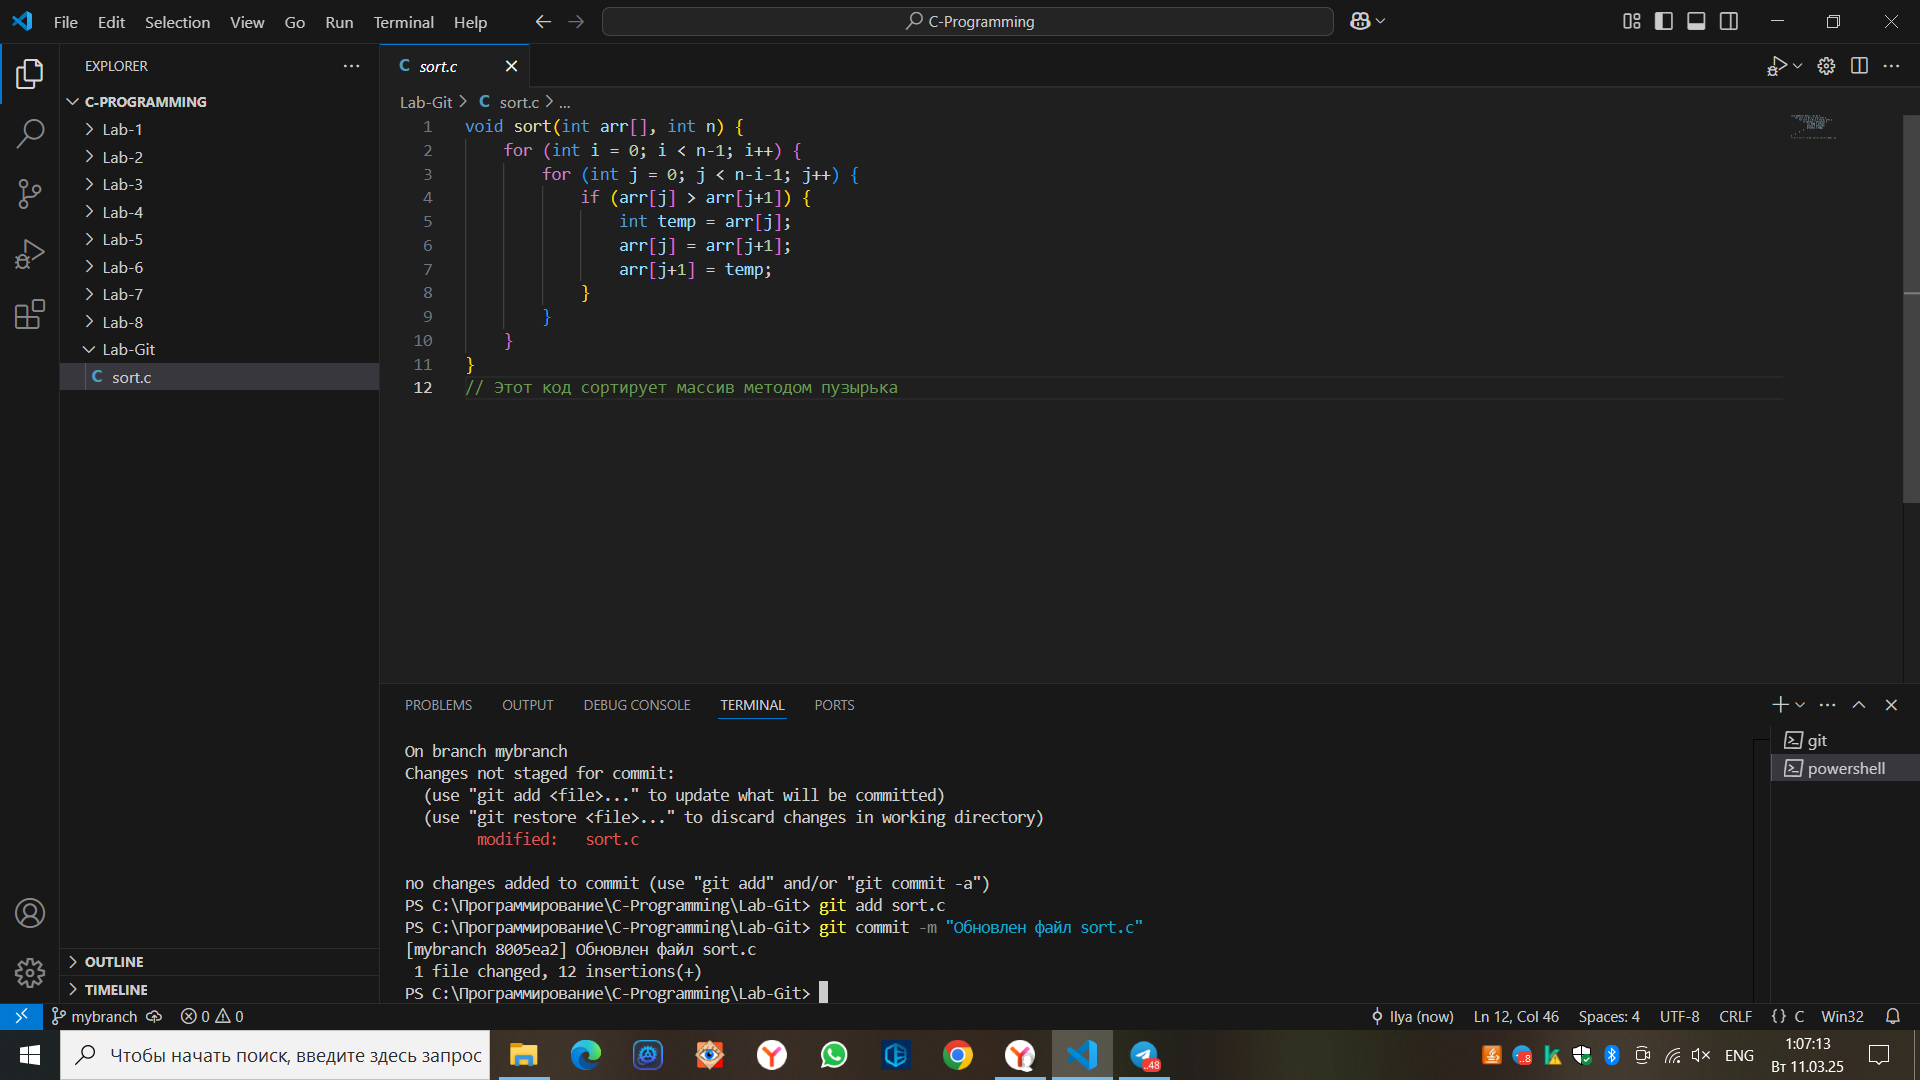 File Edit Selection View Go Run Terminal Help
C-Programming
EXPLORER
C-PROGRAMMING
Lab-1
Lab-2
Lab-3
Lab-4
Lab-5
Lab-6
Lab-7
Lab-8
Lab-Git
C sort.c
OUTLINE
TIMELINE
C sort.c
Lab-Git > C sort.c > ...
1 void sort(int arr[], int n) {
2 for (int i = 0; i < n-1; i++) {
3 for (int j = 0; j < n-i-1; j++) {
4 if (arr[j] > arr[j+1]) {
5 int temp = arr[j];
6 arr[j] = arr[j+1];
7 arr[j+1] = temp;
8 }
9 }
10 }
11 }
12 // Этот код сортирует массив методом пузырька
PROBLEMS OUTPUT DEBUG CONSOLE TERMINAL PORTS
On branch mybranch
Changes not staged for commit:
(use "git add <file>..." to update what will be committed)
(use "git restore <file>..." to discard changes in working directory)
modified: sort.c
no changes added to commit (use "git add" and/or "git commit -a")
PS C:\Программирование\C-Programming\Lab-Git> git add sort.c
PS C:\Программирование\C-Programming\Lab-Git> git commit -m "Обновлен файл sort.c"
[mybranch 8005ea2] Обновлен файл sort.c
1 file changed, 12 insertions(+)
PS C:\Программирование\C-Programming\Lab-Git>
git
powershell
mybranch 0 0 Ilya (now) Ln 12, Col 46 Spaces: 4 UTF-8 CRLF {} C Win32
Чтобы начать поиск, введите здесь запрос
ENG
1:07:13
Вт 11.03.25